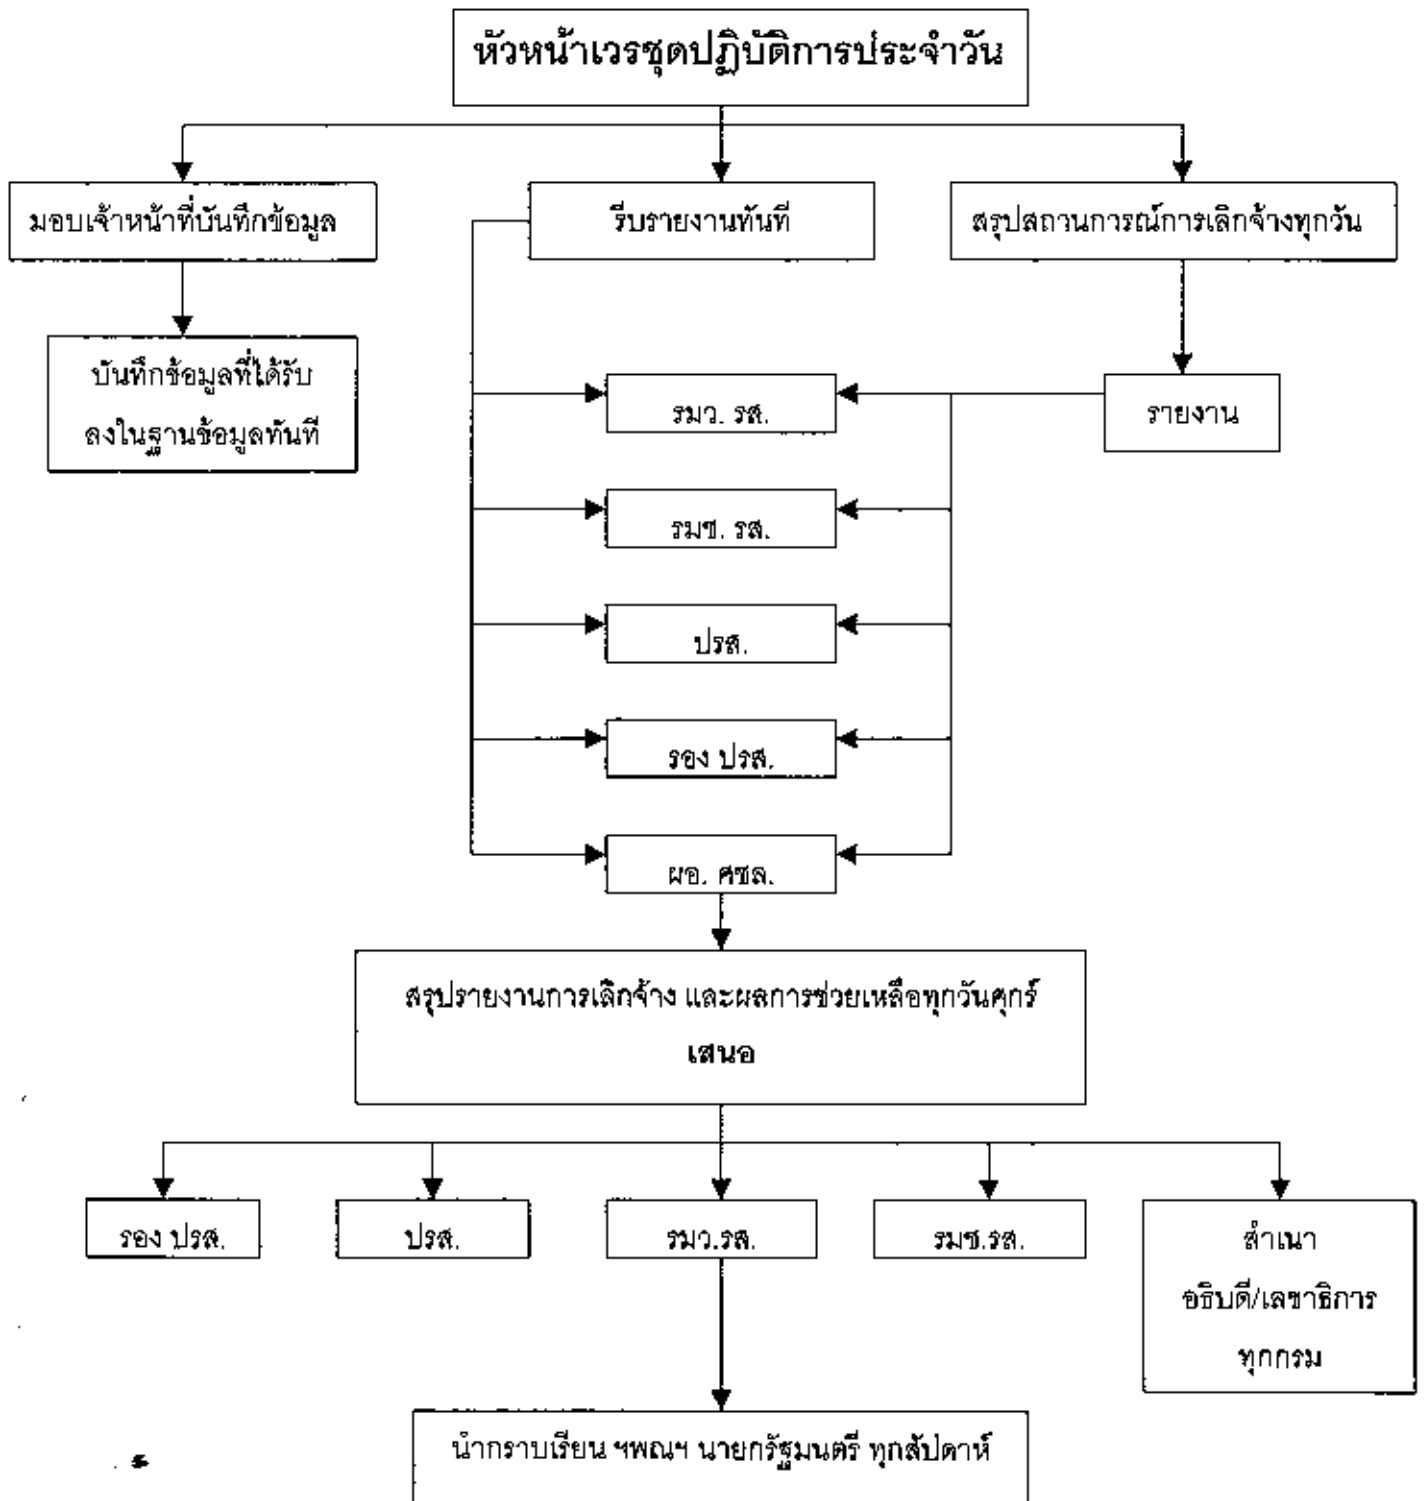 หัวหน้าเวรชุดปฏิบัติการประจำวัน
มอบเจ้าหน้าที่บันทึกข้อมูล
รีบรายงานทันที
สรุปสถานการณ์การเลิกจ้างทุกวัน
บันทึกข้อมูลที่ได้รับ
ลงในฐานข้อมูลทันที
รมว. รส.
รายงาน
รมช. รส.
ปรส.
รอง ปรส.
ผอ. ศชล.
สรุปรายงานการเลิกจ้าง และผลการช่วยเหลือทุกวันศุกร์
เสนอ
รอง ปรส.
ปรส.
รมว.รส.
รมช.รส.
สำเนา
อธิบดี/เลขาธิการ
ทุกกรม
นำกราบเรียน ฯพณฯ นายกรัฐมนตรี ทุกสัปดาห์